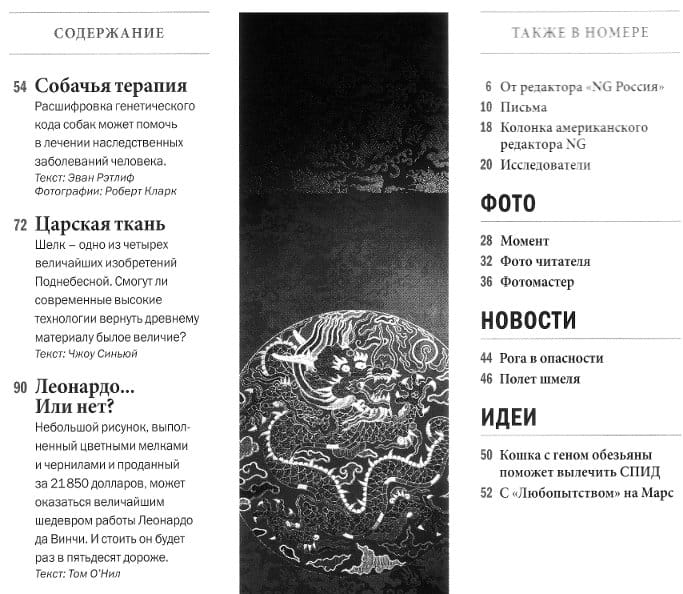 СОДЕРЖАНИЕ
54 Собачья терапия
Расшифровка генетического
кода собак может помочь
в лечении наследственных
заболеваний человека.
Текст: Эван Рэтлиф
Фотографии: Роберт Кларк
72 Царская ткань
Шелк – одно из четырех
величайших изобретений
Поднебесной. Смогут ли
современные высокие
технологии вернуть древнему
материалу былое величие?
Текст: Чжоу Синьюй
90 Леонардо...
Или нет?
Небольшой рисунок, выпол-
ненный цветными мелками
и чернилами и проданный
за 21 850 долларов, может
оказаться величайшим
шедевром работы Леонардо
да Винчи. И стоить он будет
раз в пятьдесят дороже.
Текст: Том О’Нил
ТАКЖЕ В НОМЕРЕ
6 От редактора «NG Россия»
10 Письма
18 Колонка американского
редактора NG
20 Исследователи
ФОТО
28 Момент
32 Фото читателя
36 Фотомастер
НОВОСТИ
44 Рога в опасности
46 Полет шмеля
ИДЕИ
50 Кошка с геном обезьяны
поможет вылечить СПИД
52 С «Любопытством» на Марс